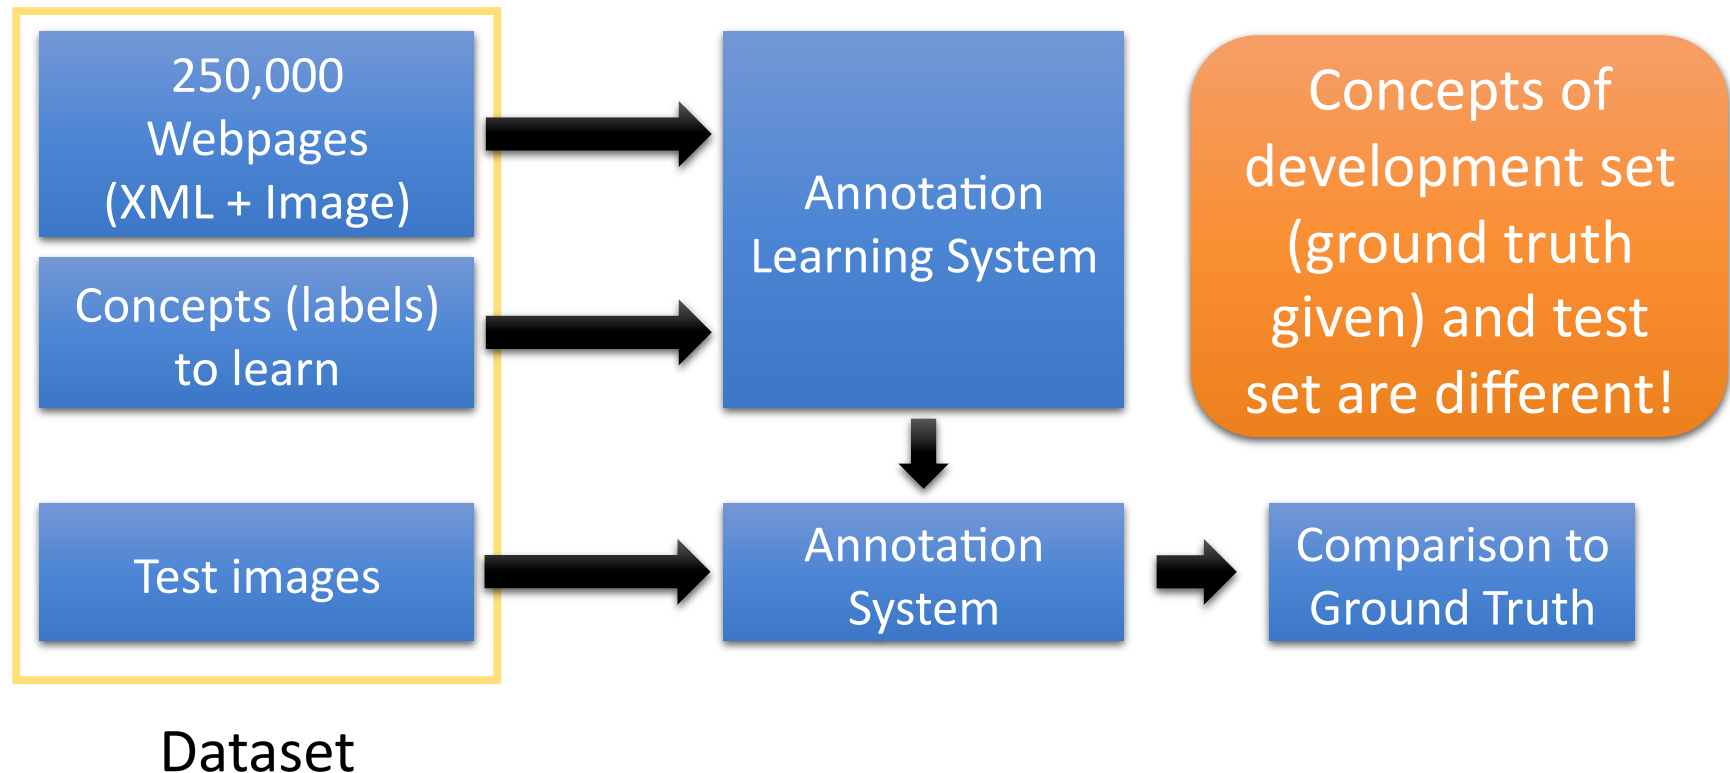 250,000
Webpages
(XML + Image)
Concepts (labels)
to learn
Test images
Dataset
Annotation
Learning System
Annotation
System
Comparison to
Ground Truth
Concepts of
development set
(ground truth
given) and test
set are different!